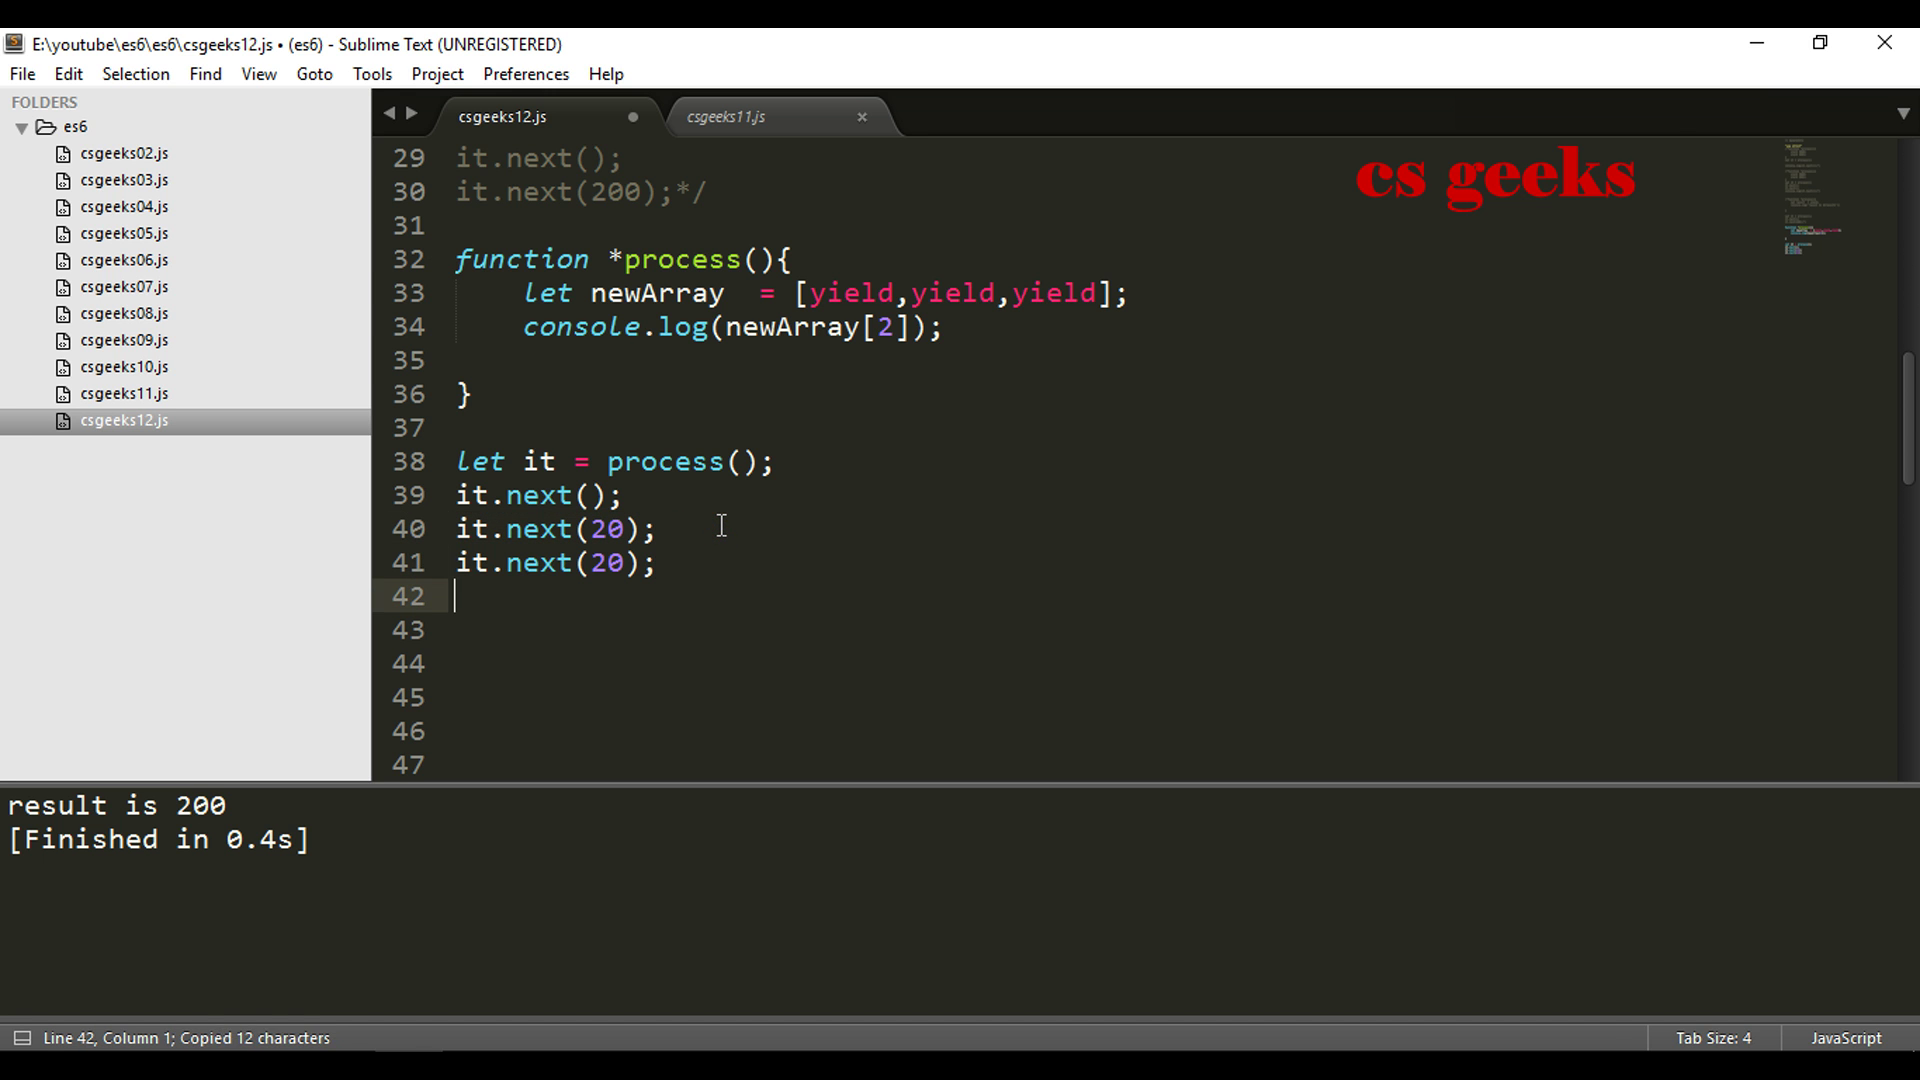 E:\youtube\es6\es6\csgeeks12.js • (es6) - Sublime Text (UNREGISTERED)
File Edit Selection Find View Goto Tools Project Preferences Help
FOLDERS
es6
csgeeks02.js
csgeeks03.js
csgeeks04.js
csgeeks05.js
csgeeks06.js
csgeeks07.js
csgeeks08.js
csgeeks09.js
csgeeks10.js
csgeeks11.js
csgeeks12.js
csgeeks12.js csgeeks11.js
cs geeks
29 it.next();
30 it.next(200);*/
31
32 function *process(){
33 let newArray  = [yield,yield,yield];
34 console.log(newArray[2]);
35
36 }
37
38 let it = process();
39 it.next();
40 it.next(20);
41 it.next(20);
42
43
44
45
46
47
result is 200
[Finished in 0.4s]
Line 42, Column 1; Copied 12 characters Tab Size: 4 JavaScript